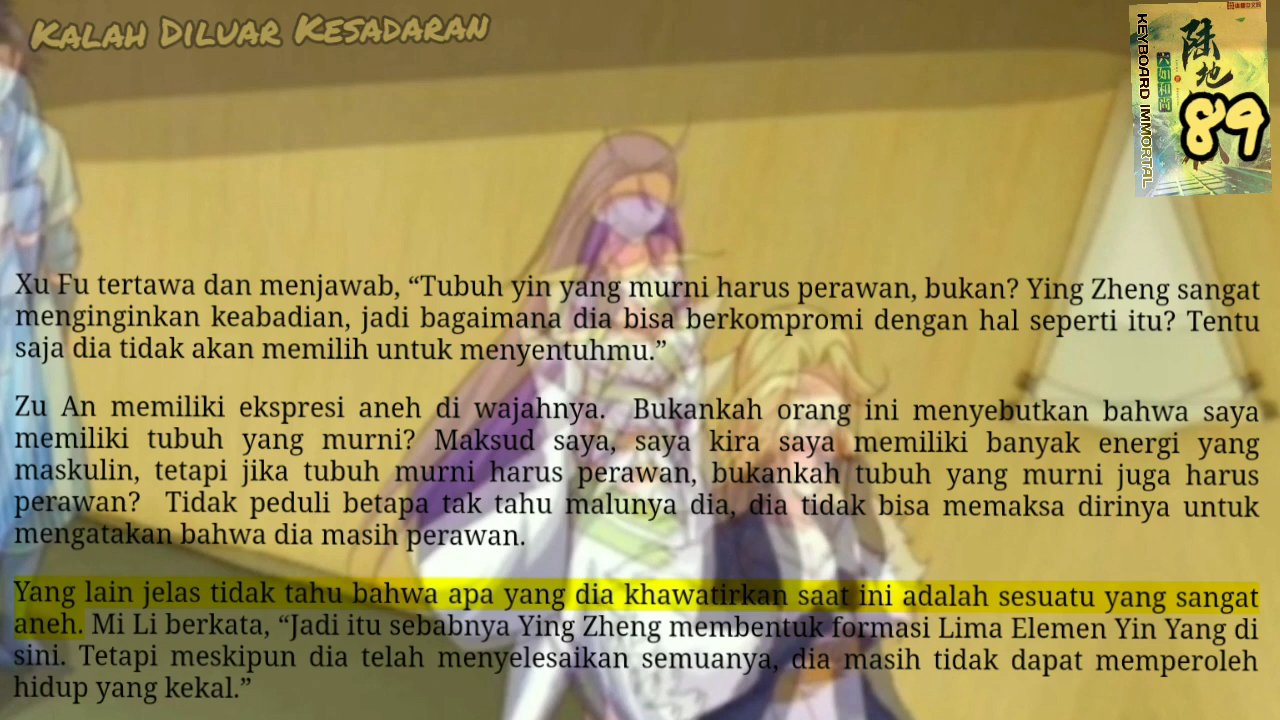 Kalah Diluar Kesadaran
KEYBOARD IMMORTAL
陆地
六如和尚
89
Xu Fu tertawa dan menjawab, “Tubuh yin yang murni harus perawan, bukan? Ying Zheng sangat
menginginkan keabadian, jadi bagaimana dia bisa berkompromi dengan hal seperti itu? Tentu
saja dia tidak akan memilih untuk menyentuhmu.”
Zu An memiliki ekspresi aneh di wajahnya. Bukankah orang ini menyebutkan bahwa saya
memiliki tubuh yang murni? Maksud saya, saya kira saya memiliki banyak energi yang
maskulin, tetapi jika tubuh murni harus perawan, bukankah tubuh yang murni juga harus
perawan? Tidak peduli betapa tak tahu malunya dia, dia tidak bisa memaksa dirinya untuk
mengatakan bahwa dia masih perawan.
Yang lain jelas tidak tahu bahwa apa yang dia khawatirkan saat ini adalah sesuatu yang sangat
aneh. Mi Li berkata, “Jadi itu sebabnya Ying Zheng membentuk formasi Lima Elemen Yin Yang di
sini. Tetapi meskipun dia telah menyelesaikan semuanya, dia masih tidak dapat memperoleh
hidup yang kekal.”